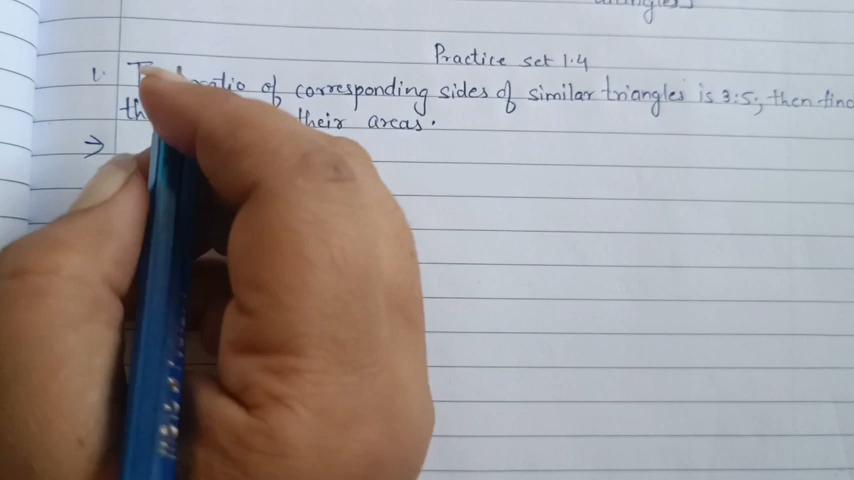 Practice set 1.4
1. ratio of corresponding sides of similar triangles is 3:5; then find
their areas.
→